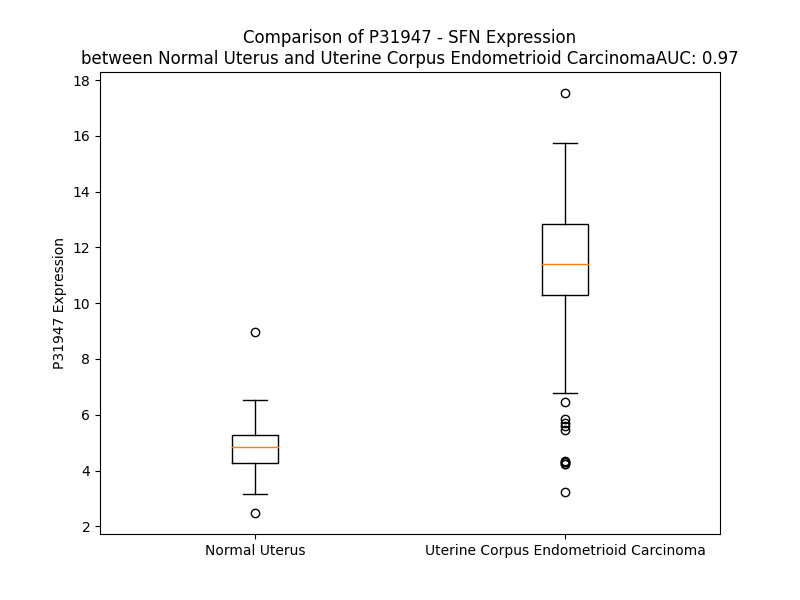 Comparison of P31947 - SFN Expression
between Normal Uterus and Uterine Corpus Endometrioid CarcinomaAUC: 0.97
18
16
14
12
10
8
6
4
2
P31947 Expression
Normal Uterus
Uterine Corpus Endometrioid Carcinoma